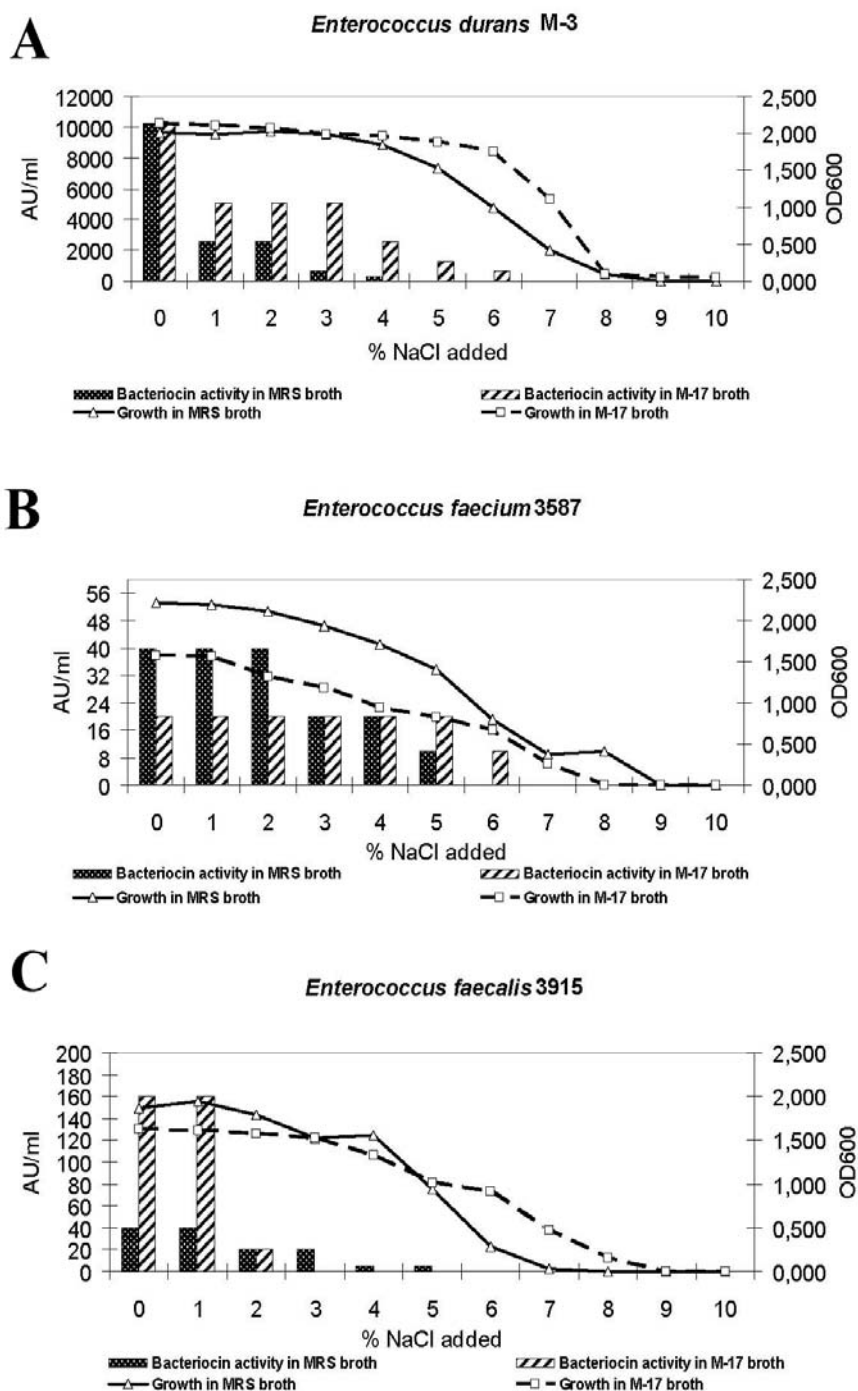 A
Enterococcus durans M-3
12000
10000
8000
6000
4000
2000
0
AU/ml
2,500
2,000
1,500
1,000
0,500
0,000
OD600
0 1 2 3 4 5 6 7 8 9 10
% NaCl added
Bacteriocin activity in MRS broth Bacteriocin activity in M-17 broth
Growth in MRS broth Growth in M-17 broth
B
Enterococcus faecium 3587
56
48
40
32
24
16
8
0
AU/ml
2,500
2,000
1,500
1,000
0,500
0,000
OD600
0 1 2 3 4 5 6 7 8 9 10
% NaCl added
Bacteriocin activity in MRS broth Bacteriocin activity in M-17 broth
Growth in MRS broth Growth in M-17 broth
C
Enterococcus faecalis 3915
200
180
160
140
120
100
80
60
40
20
0
AU/ml
2,500
2,000
1,500
1,000
0,500
0,000
OD600
0 1 2 3 4 5 6 7 8 9 10
% NaCl added
Bacteriocin activity in MRS broth Bacteriocin activity in M-17 broth
Growth in MRS broth Growth in M-17 broth